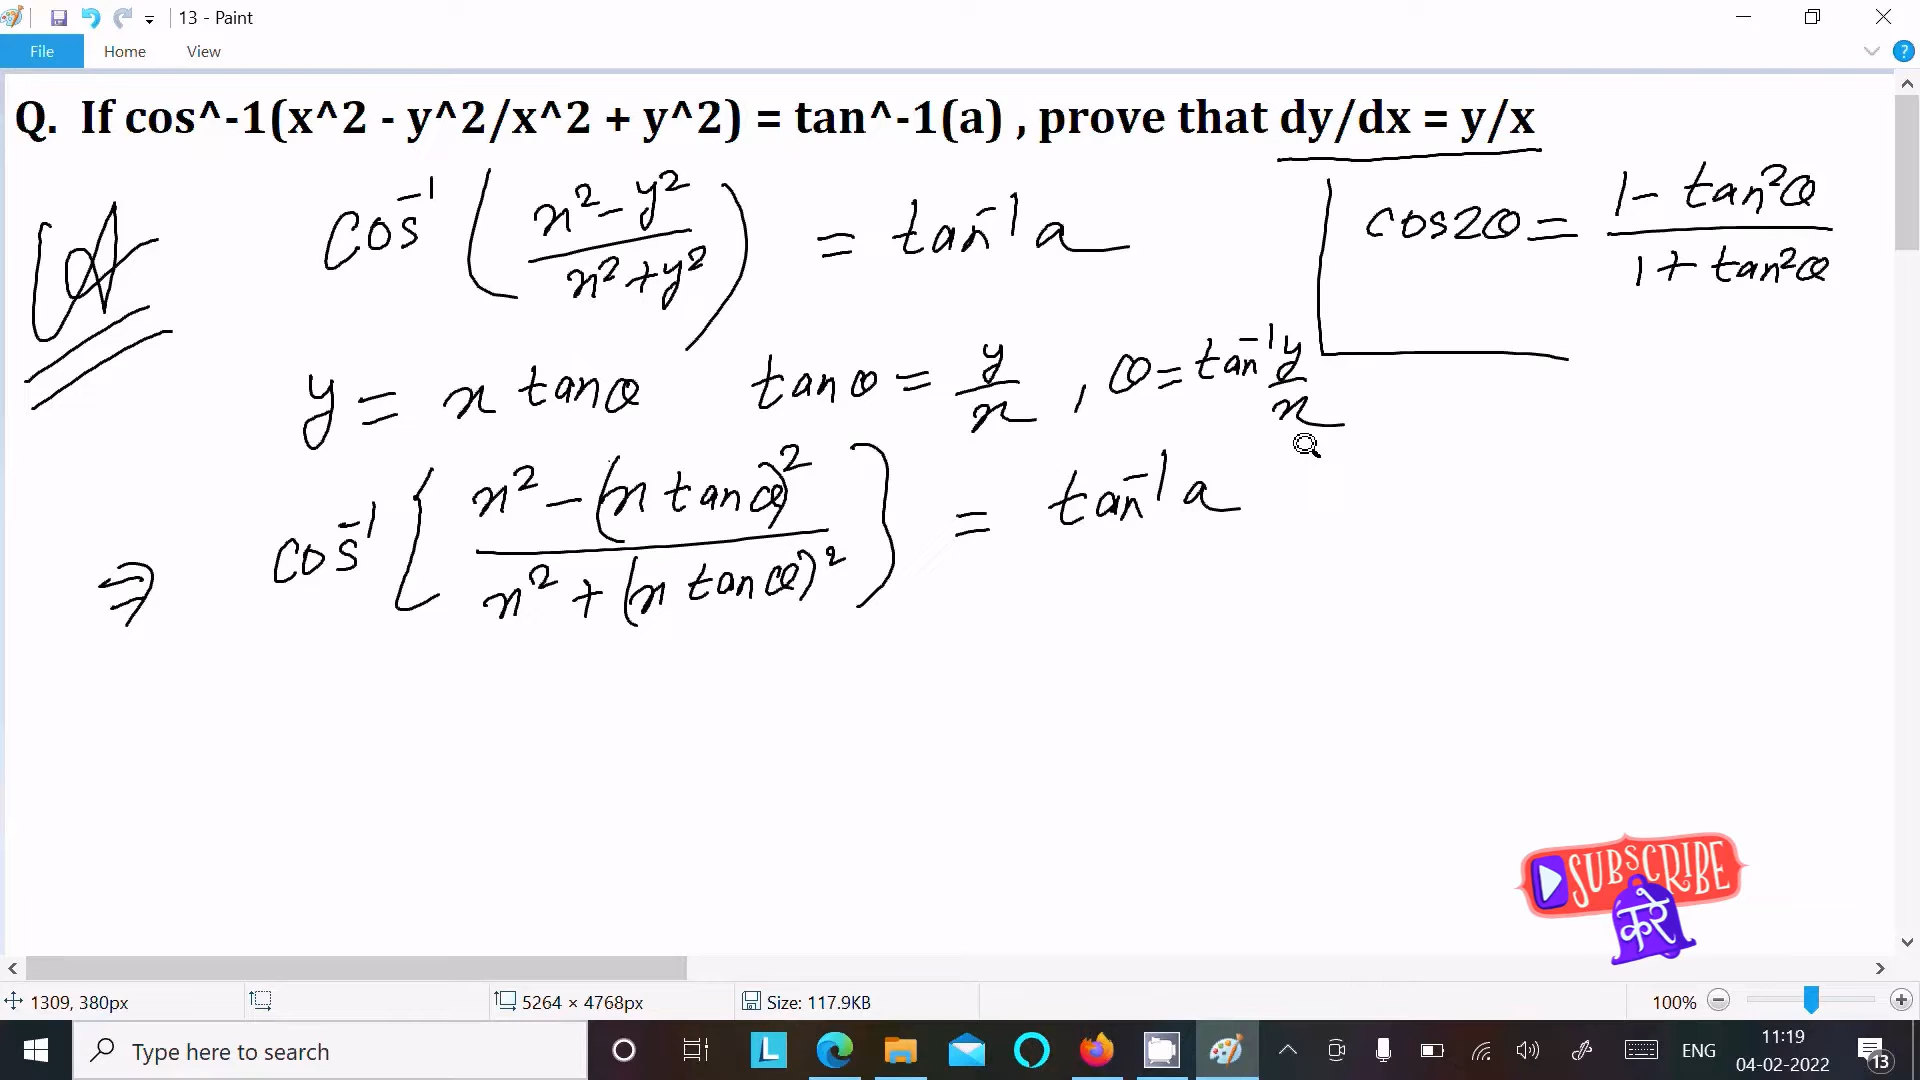 13 - Paint
File Home View
Q. If cos^-1(x^2 - y^2/x^2 + y^2) = tan^-1(a) , prove that dy/dx = y/x
cos⁻¹ ( x² - y² / x² + y² ) = tan⁻¹ a
cos2θ = 1 - tan²θ / 1 + tan²θ
y = x tanθ tanθ = y/x , θ = tan⁻¹ y/x
⇒ cos⁻¹ { x² - (x tanθ)² / x² + (x tanθ)² } = tan⁻¹ a
SUBSCRIBE
करे
1309, 380px 5264 × 4768px Size: 117.9KB 100%
Type here to search
L
ENG
11:19
04-02-2022
13